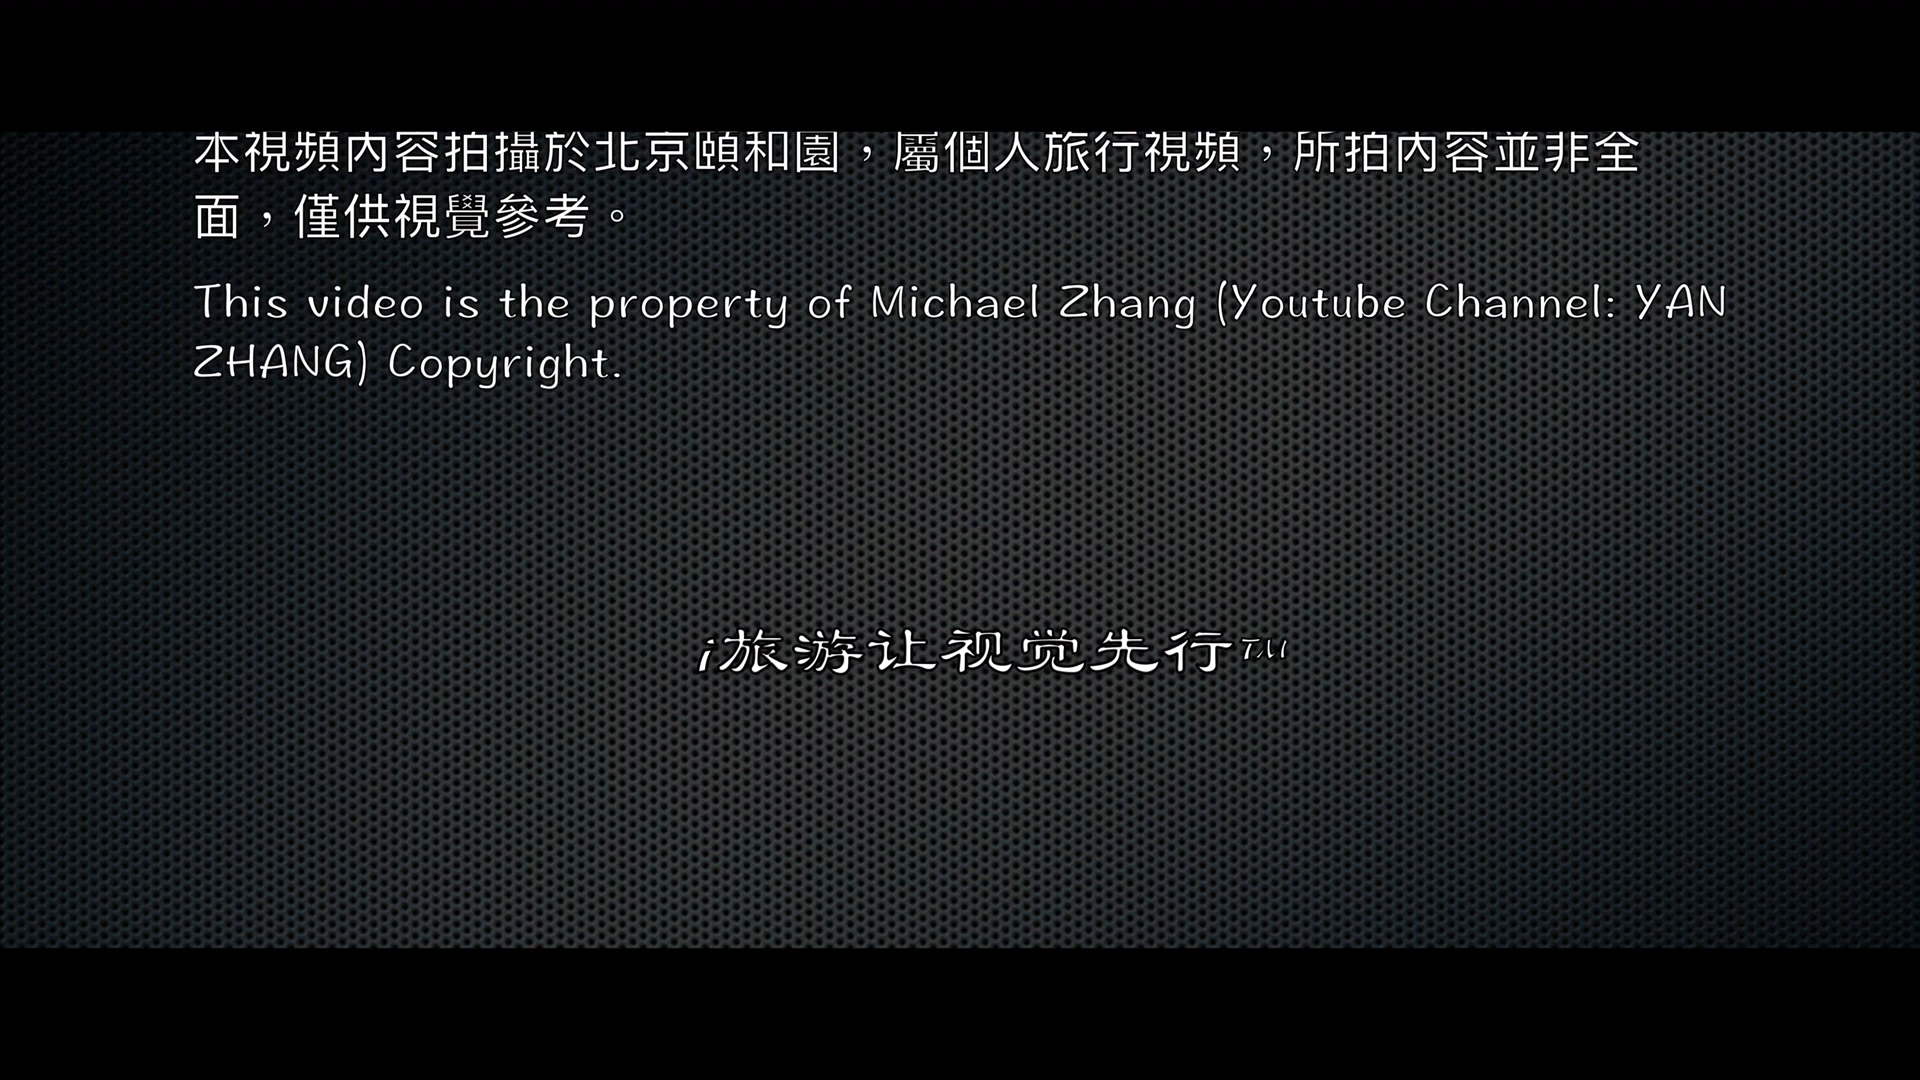 本視頻內容拍攝於北京頤和園，屬個人旅行視頻，所拍內容並非全
面，僅供視覺參考。
This video is the property of Michael Zhang (Youtube Channel: YAN
ZHANG) Copyright.
i旅游让视觉先行™